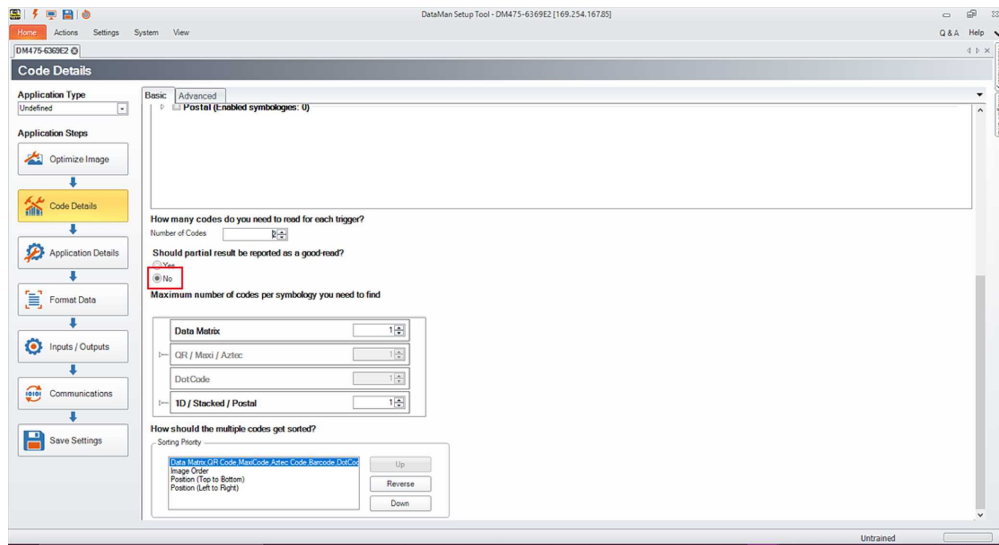 DataMan Setup Tool - DM475-6369E2 [169.254.167.85]
Home Actions Settings System View Q & A Help
DM475-6369E2
Code Details
Application Type
Undefined
Application Steps
Optimize Image
Code Details
Application Details
Format Data
Inputs / Outputs
Communications
Save Settings
Basic Advanced
Postal (Enabled symbologies: 0)
How many codes do you need to read for each trigger?
Number of Codes 2
Should partial result be reported as a good-read?
Yes
No
Maximum number of codes per symbology you need to find
Data Matrix 1
QR / Maxi / Aztec 1
DotCode 1
1D / Stacked / Postal 1
How should the multiple codes get sorted?
Sorting Priority
Data Matrix,QR Code,MaxiCode,Aztec Code,Barcode,DotCod
Image Order
Position (Top to Bottom)
Position (Left to Right)
Up
Reverse
Down
Untrained